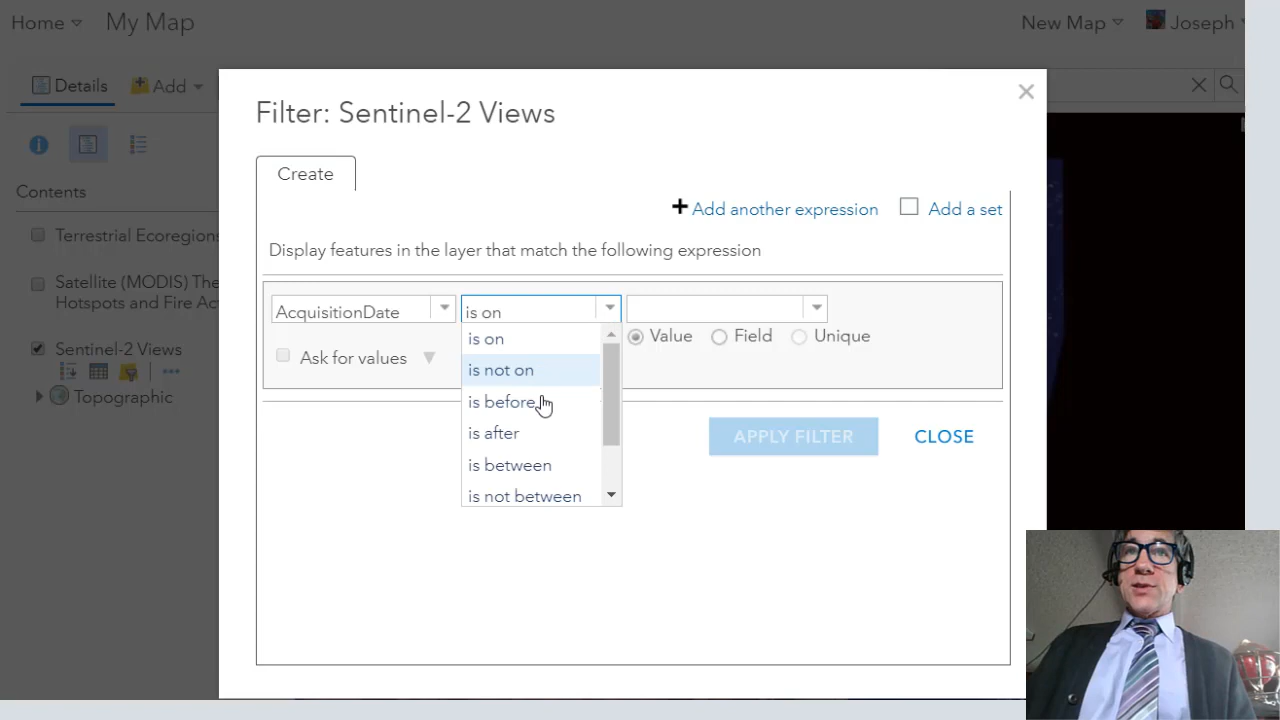 Home My Map New Map Joseph
Details Add
Filter: Sentinel-2 Views
Create
Contents
Add another expression Add a set
Terrestrial Ecoregions
Display features in the layer that match the following expression
Satellite (MODIS) The
Hotspots and Fire Ac
AcquisitionDate is on
Value Field Unique
Sentinel-2 Views
Ask for values
is on
is not on
is before
is after
is between
is not between
Topographic
APPLY FILTER CLOSE